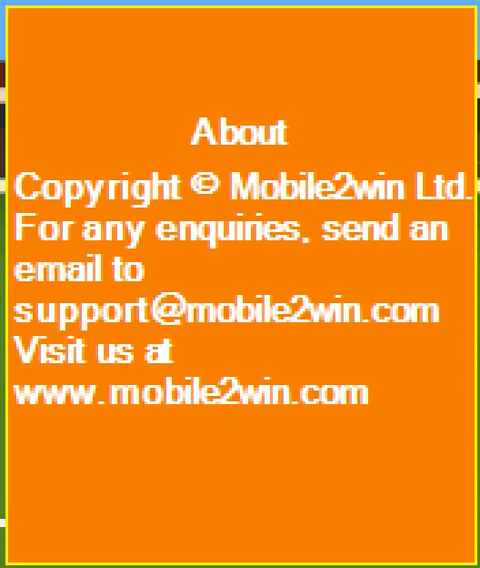 About
Copyright © Mobile2win Ltd.
For any enquiries, send an
email to
support@mobile2win.com
Visit us at
www.mobile2win.com